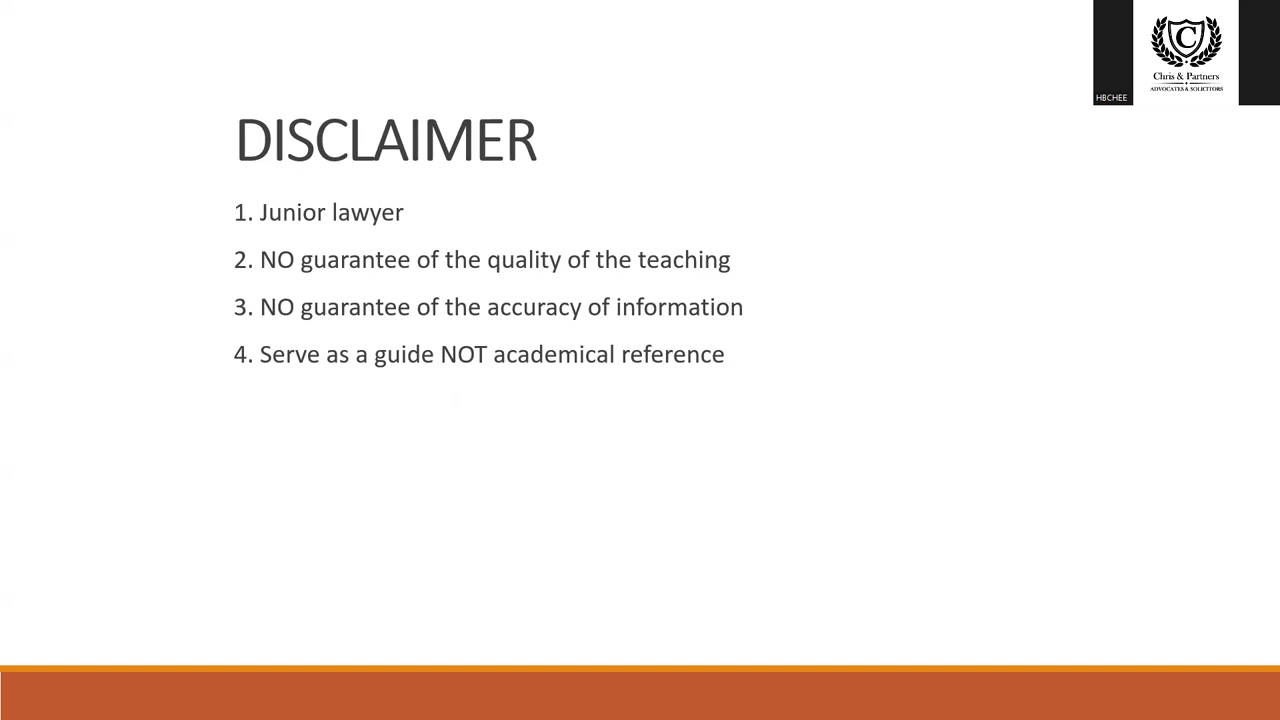 HBCHEE
C
Chris & Partners
ADVOCATES & SOLICITORS
DISCLAIMER
1. Junior lawyer
2. NO guarantee of the quality of the teaching
3. NO guarantee of the accuracy of information
4. Serve as a guide NOT academical reference